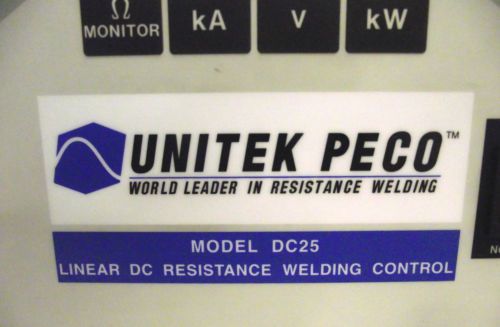 Ω
MONITOR
kA
V
kW
UNITEK PECO™
WORLD LEADER IN RESISTANCE WELDING
MODEL DC25
LINEAR DC RESISTANCE WELDING CONTROL